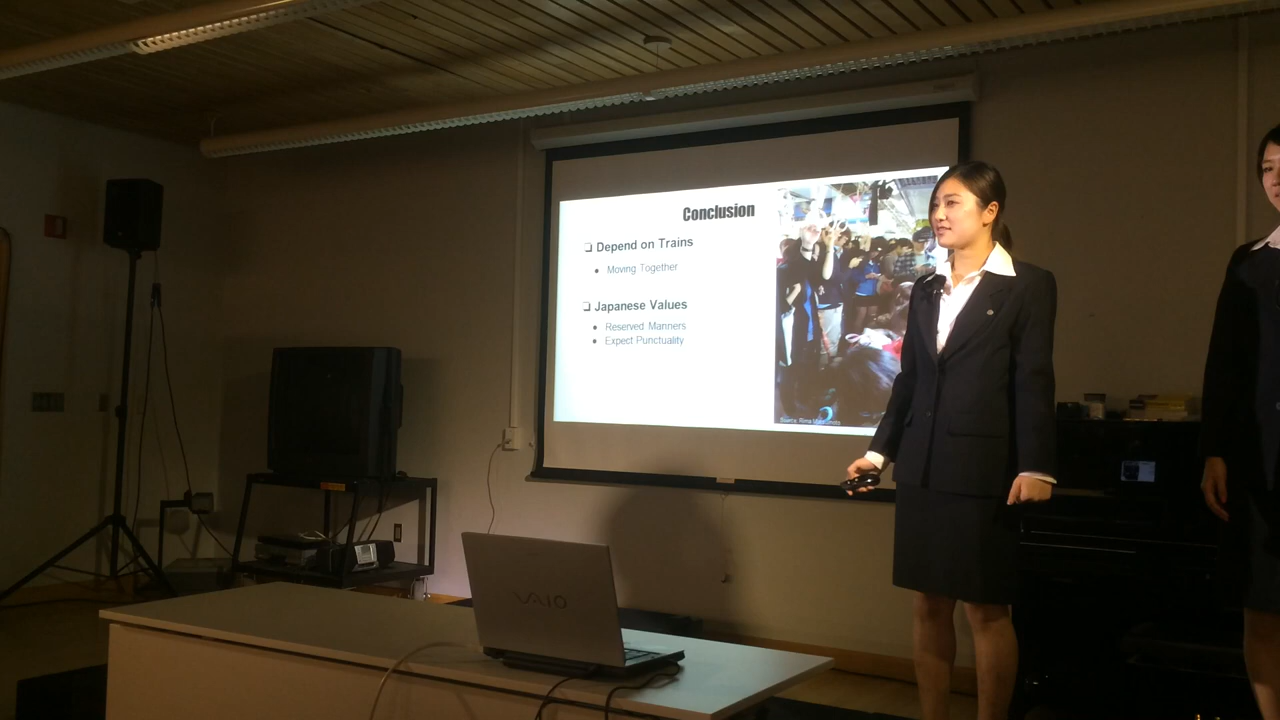 Conclusion
❑ Depend on Trains
● Moving Together
❑ Japanese Values
● Reserved Manners
● Expect Punctuality
VAIO